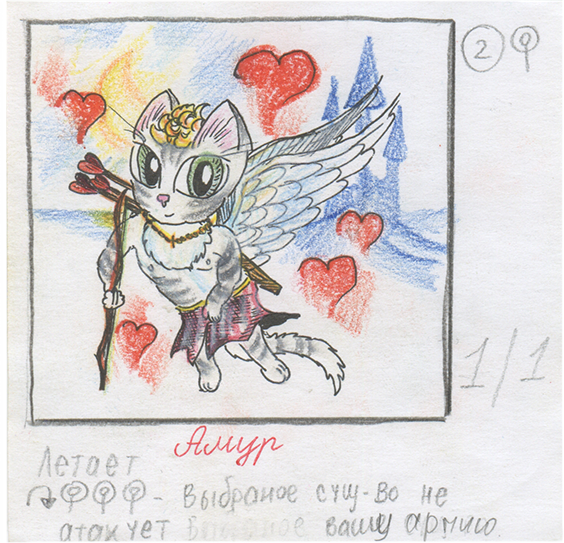 2
1/1
Амур
Летает
- Выбраное сущ-во не
атакует вашу армию.